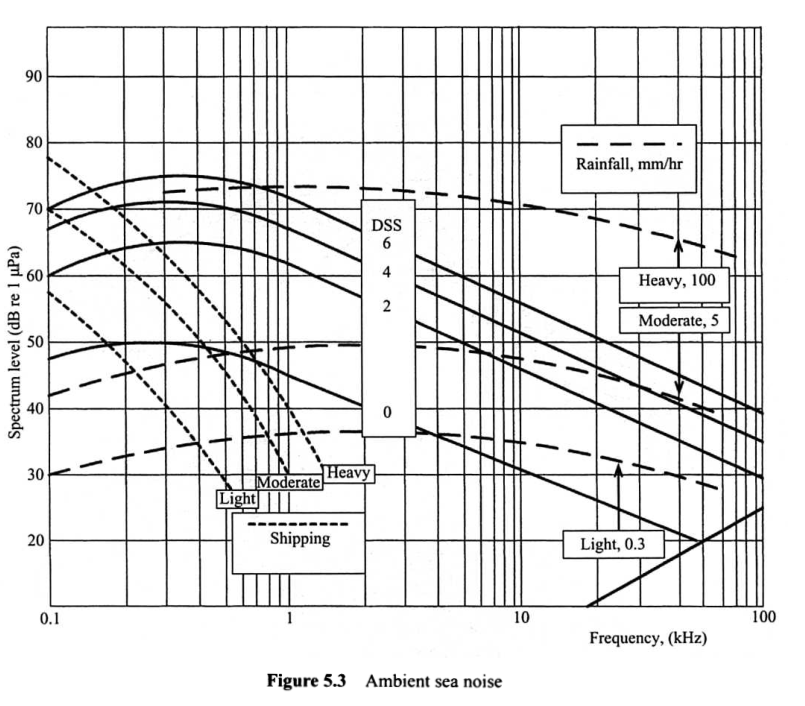 90
80
70
60
50
40
30
20
Spectrum level (dB re 1 μPa)
Rainfall, mm/hr
DSS
6
4
2
0
Heavy, 100
Moderate, 5
Light, 0.3
Heavy
Moderate
Light
Shipping
0.1
1
10
100
Frequency, (kHz)
Figure 5.3 Ambient sea noise